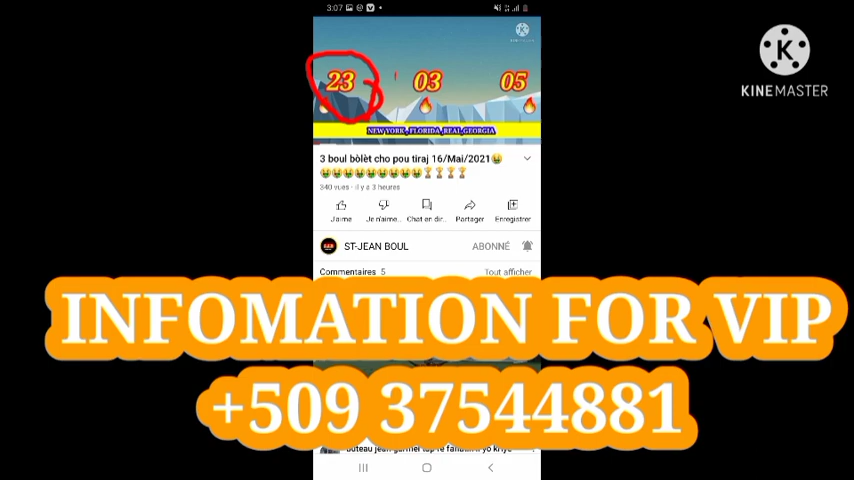 3:07
23 03 05
NEW YORK, FLORIDA, REAL, GEORGIA
KINEMASTER
3 boul bòlèt cho pou tiraj 16/Mai/2021
340 vues · il y a 3 heures
J'aime Je n'aime... Chat en dir... Partager Enregistrer
ST-JEAN BOUL ABONNÉ
Commentaires 5 Tout afficher
INFOMATION FOR VIP
+509 37544881